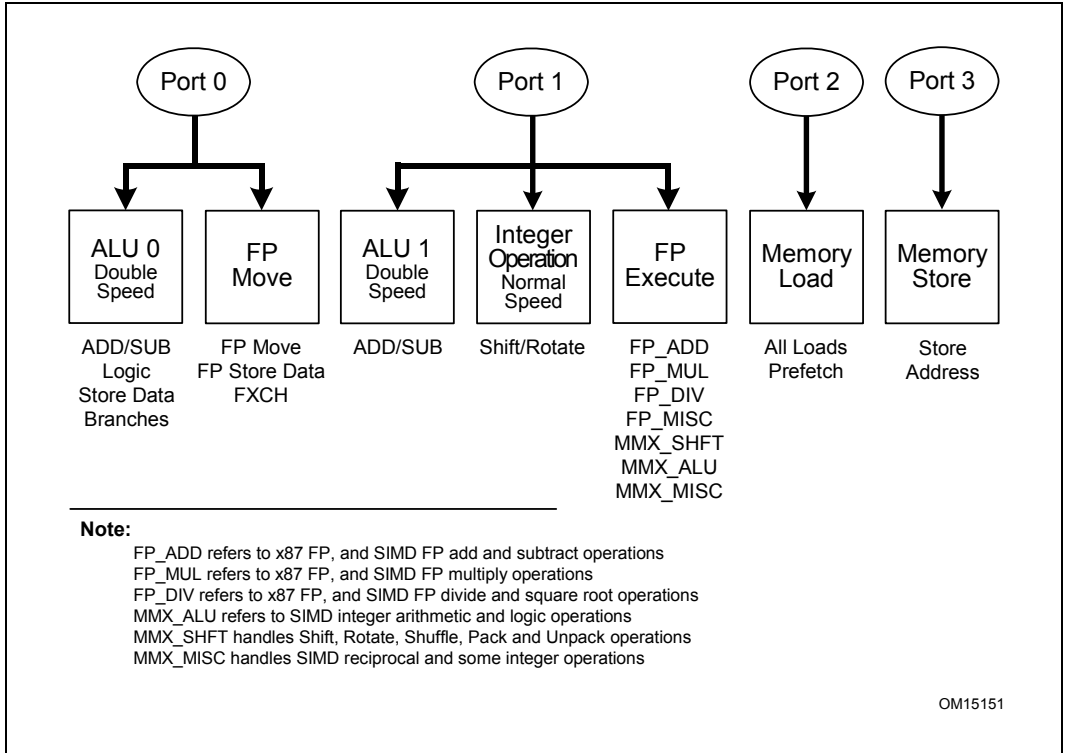 Port 0
Port 1
Port 2
Port 3
ALU 0
Double
Speed
FP
Move
ALU 1
Double
Speed
Integer
Operation
Normal
Speed
FP
Execute
Memory
Load
Memory
Store
ADD/SUB
Logic
Store Data
Branches
FP Move
FP Store Data
FXCH
ADD/SUB
Shift/Rotate
FP_ADD
FP_MUL
FP_DIV
FP_MISC
MMX_SHFT
MMX_ALU
MMX_MISC
All Loads
Prefetch
Store
Address
Note:
FP_ADD refers to x87 FP, and SIMD FP add and subtract operations
FP_MUL refers to x87 FP, and SIMD FP multiply operations
FP_DIV refers to x87 FP, and SIMD FP divide and square root operations
MMX_ALU refers to SIMD integer arithmetic and logic operations
MMX_SHFT handles Shift, Rotate, Shuffle, Pack and Unpack operations
MMX_MISC handles SIMD reciprocal and some integer operations
OM15151